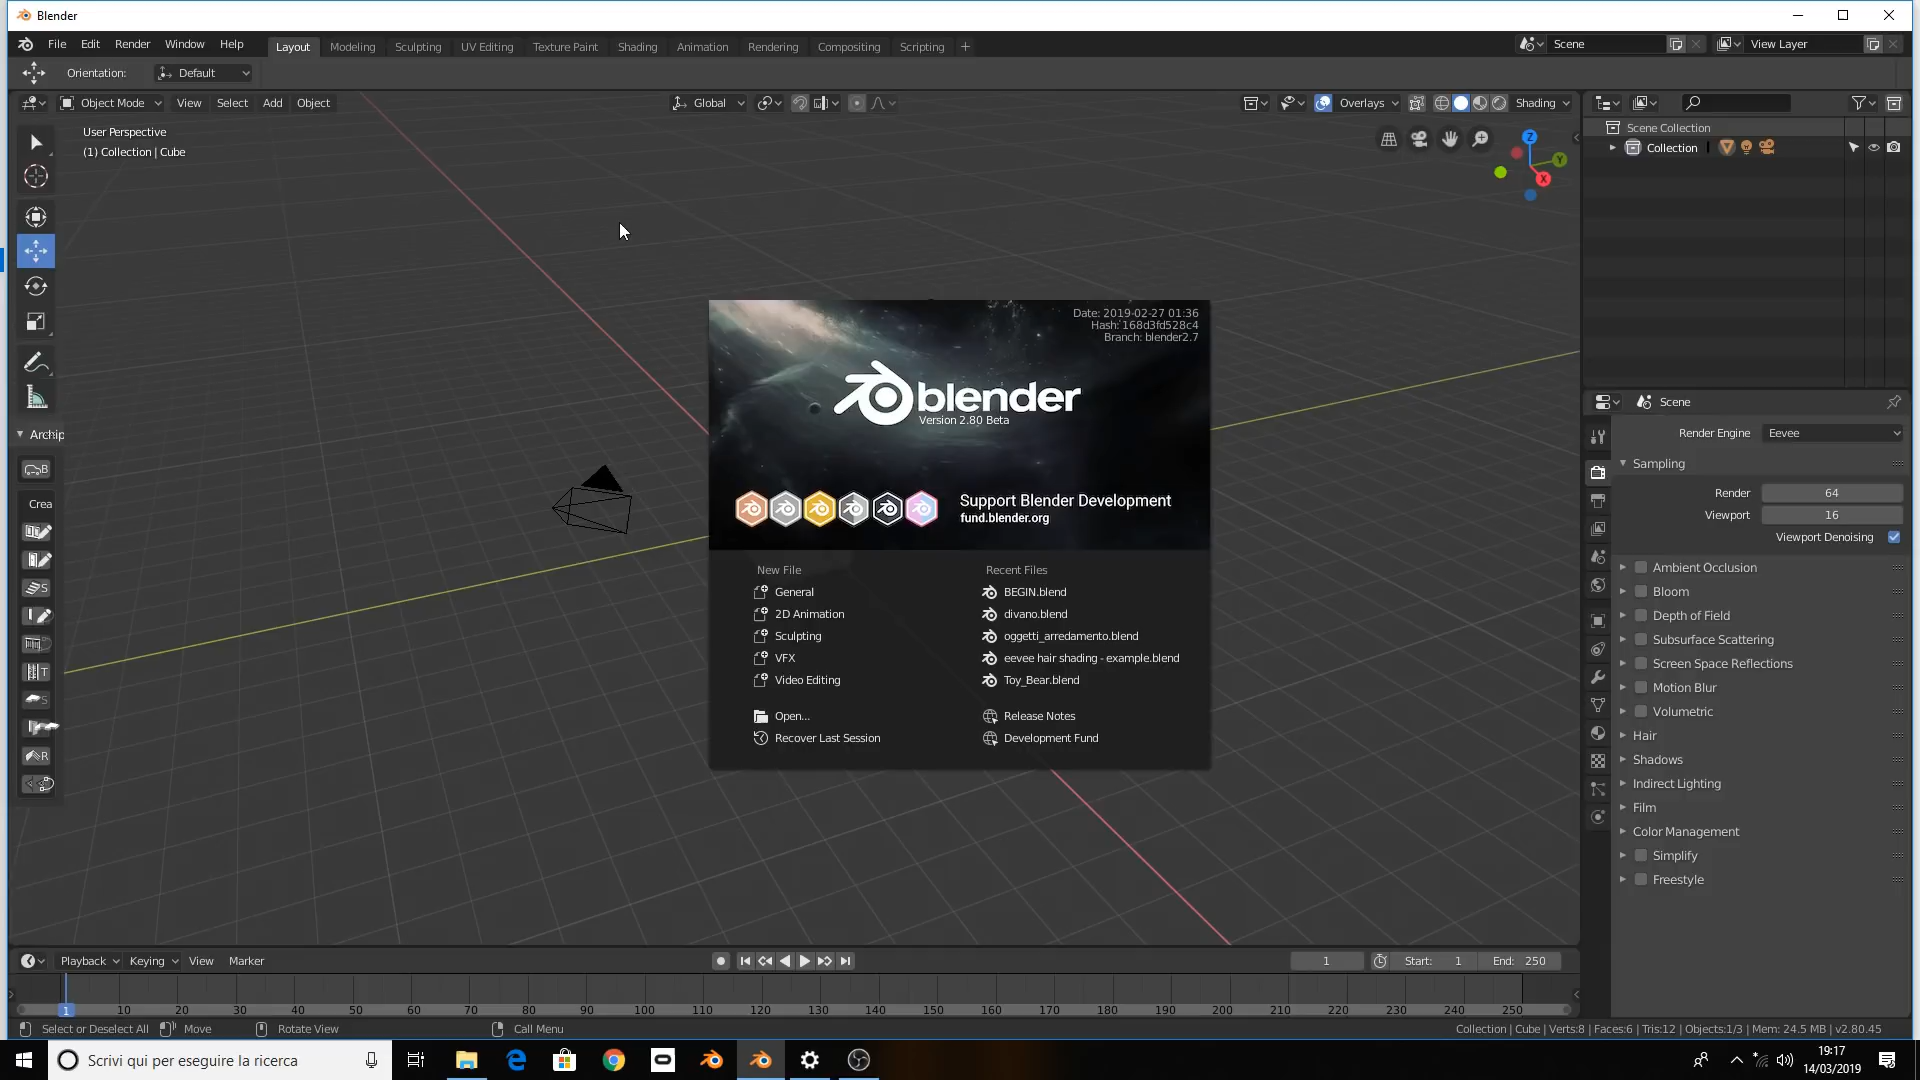 Blender
File Edit Render Window Help Layout Modeling Sculpting UV Editing Texture Paint Shading Animation Rendering Compositing Scripting + Scene View Layer
Orientation: Default
Object Mode View Select Add Object Global Overlays Shading
User Perspective
(1) Collection | Cube
Z
Y
X
Scene Collection
Collection
Archip
B
Crea
S
T
S
R
Date: 2019-02-27 01:36
Hash: 168d3fd528c4
Branch: blender2.7
blender
Version 2.80 Beta
Support Blender Development
fund.blender.org
New File
General
2D Animation
Sculpting
VFX
Video Editing
Open...
Recover Last Session
Recent Files
BEGIN.blend
divano.blend
oggetti_arredamento.blend
eevee hair shading - example.blend
Toy_Bear.blend
Release Notes
Development Fund
Scene
Render Engine Eevee
Sampling
Render 64
Viewport 16
Viewport Denoising
Ambient Occlusion
Bloom
Depth of Field
Subsurface Scattering
Screen Space Reflections
Motion Blur
Volumetric
Hair
Shadows
Indirect Lighting
Film
Color Management
Simplify
Freestyle
Playback Keying View Marker 1 Start: 1 End: 250
1 10 20 30 40 50 60 70 80 90 100 110 120 130 140 150 160 170 180 190 200 210 220 230 240 250
Select or Deselect All Move Rotate View Call Menu Collection | Cube | Verts:8 | Faces:6 | Tris:12 | Objects:1/3 | Mem: 24.5 MB | v2.80.45
Scrivi qui per eseguire la ricerca
19:17
14/03/2019